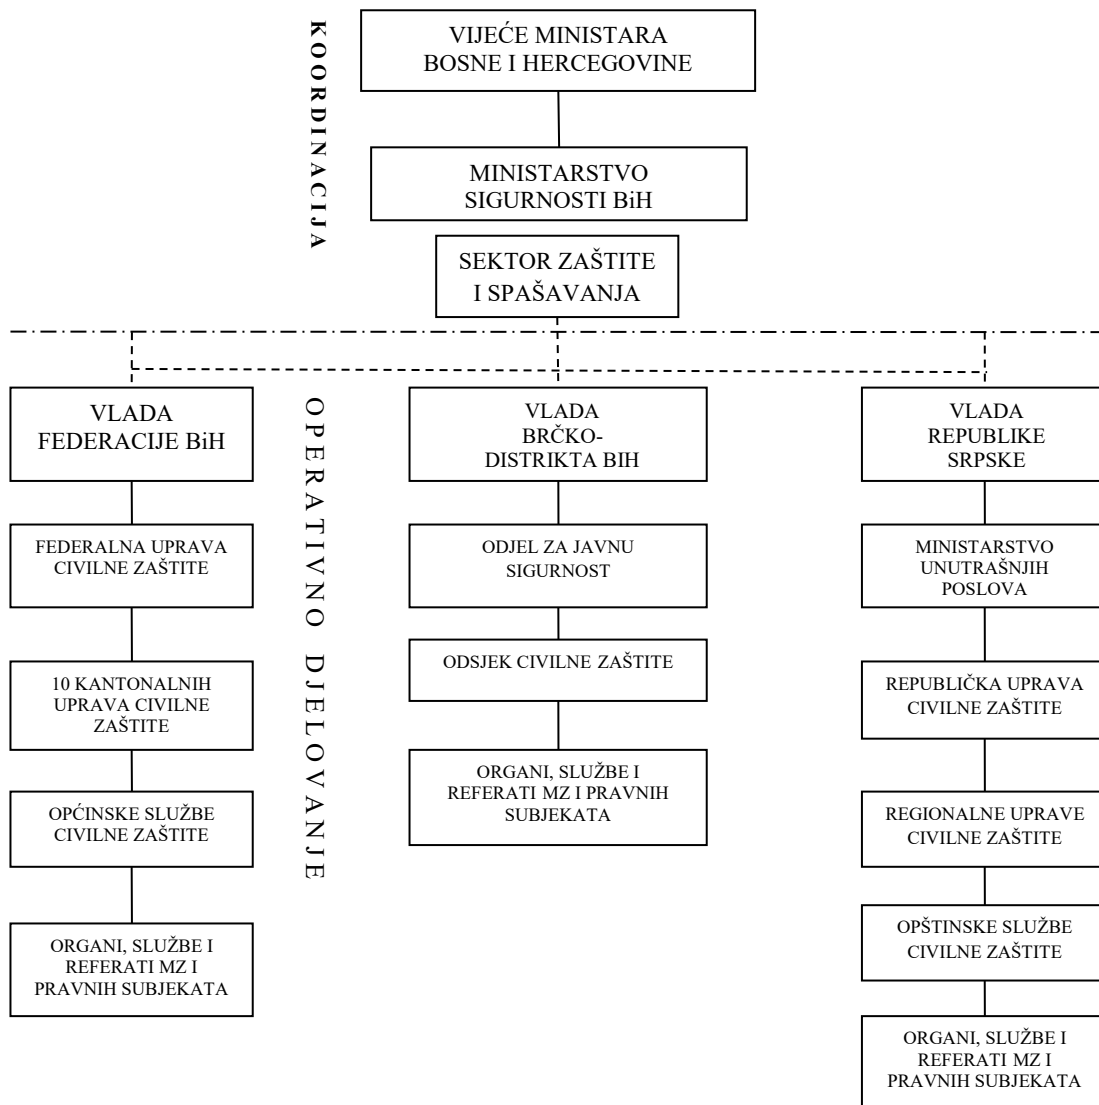 KOORDINACIJA
VIJEĆE MINISTARA
BOSNE I HERCEGOVINE
MINISTARSTVO
SIGURNOSTI BiH
SEKTOR ZAŠTITE
I SPAŠAVANJA
OPERATIVNO DJELOVANJE
VLADA
FEDERACIJE BiH
FEDERALNA UPRAVA
CIVILNE ZAŠTITE
10 KANTONALNIH
UPRAVA CIVILNE
ZAŠTITE
OPĆINSKE SLUŽBE
CIVILNE ZAŠTITE
ORGANI, SLUŽBE I
REFERATI MZ I
PRAVNIH SUBJEKATA
VLADA
BRČKO-
DISTRIKTA BIH
ODJEL ZA JAVNU
SIGURNOST
ODSJEK CIVILNE ZAŠTITE
ORGANI, SLUŽBE I
REFERATI MZ I PRAVNIH
SUBJEKATA
VLADA
REPUBLIKE
SRPSKE
MINISTARSTVO
UNUTRAŠNJIH
POSLOVA
REPUBLIČKA UPRAVA
CIVILNE ZAŠTITE
REGIONALNE UPRAVE
CIVILNE ZAŠTITE
OPŠTINSKE SLUŽBE
CIVILNE ZAŠTITE
ORGANI, SLUŽBE I
REFERATI MZ I
PRAVNIH SUBJEKATA